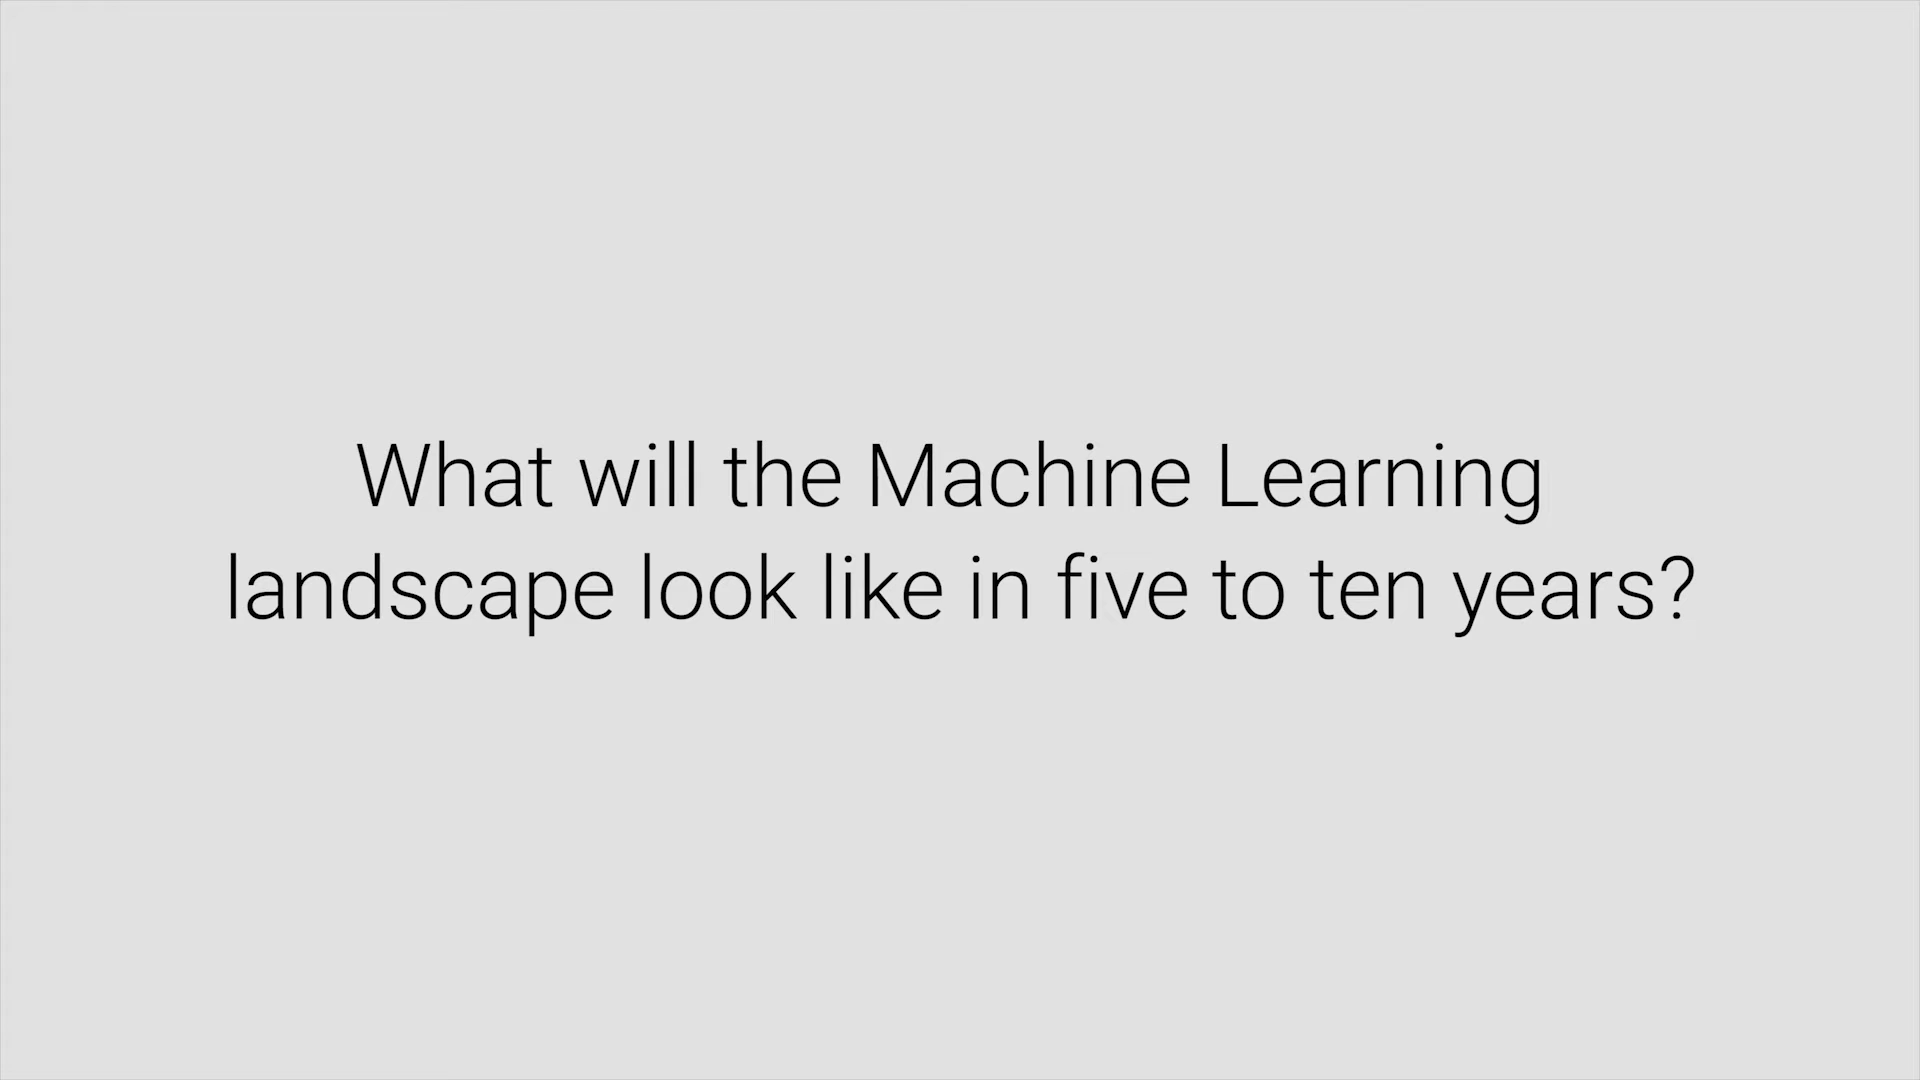 What will the Machine Learning
landscape look like in five to ten years?